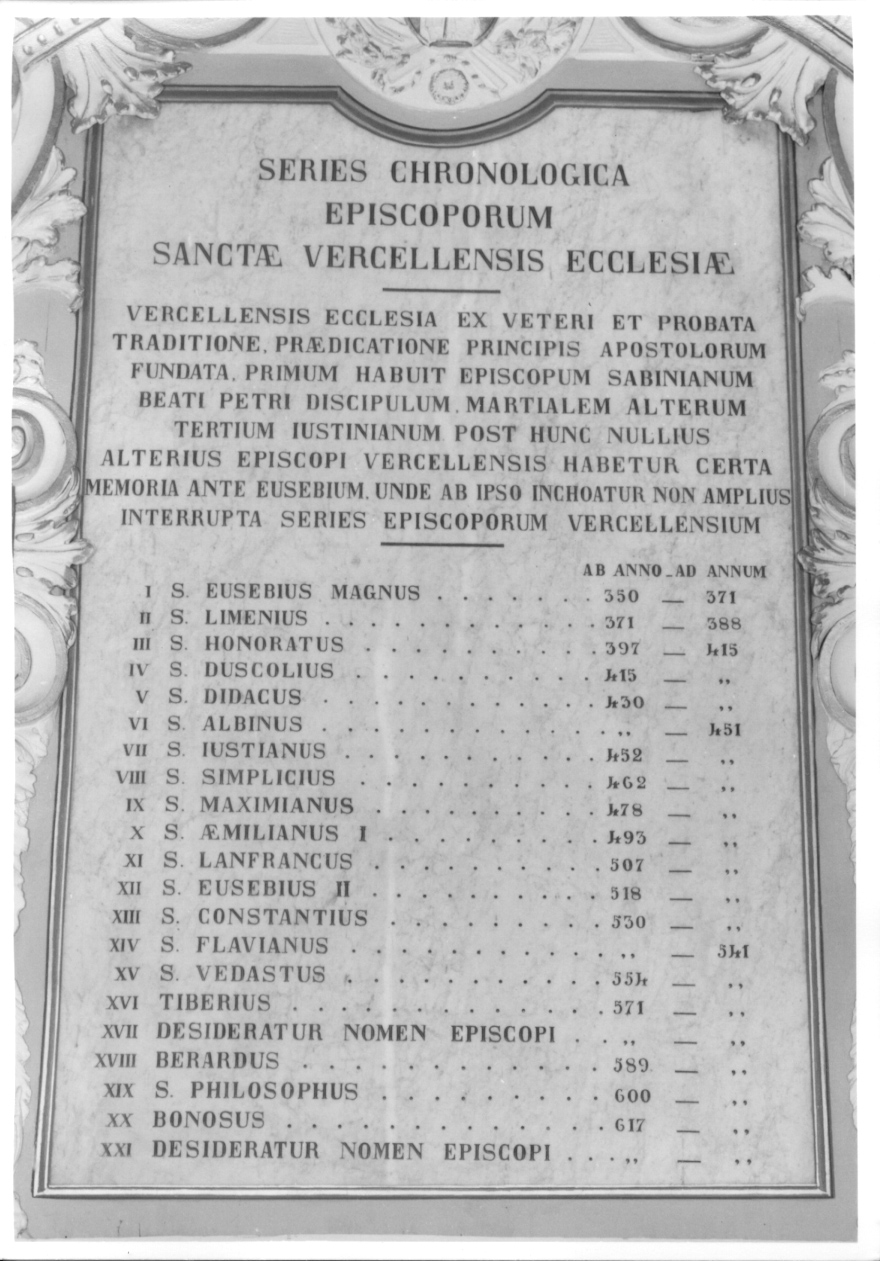 SERIES CHRONOLOGICA
EPISCOPORUM
SANCTÆ VERCELLENSIS ECCLESIÆ
VERCELLENSIS ECCLESIA EX VETERI ET PROBATA
TRADITIONE, PRÆDICATIONE PRINCIPIS APOSTOLORUM
FUNDATA, PRIMUM HABUIT EPISCOPUM SABINIANUM
BEATI PETRI DISCIPULUM, MARTIALEM ALTERUM
TERTIUM IUSTINIANUM POST HUNC NULLIUS
ALTERIUS EPISCOPI VERCELLENSIS HABETUR CERTA
MEMORIA ANTE EUSEBIUM, UNDE AB IPSO INCHOATUR NON AMPLIUS
INTERRUPTA SERIES EPISCOPORUM VERCELLENSIUM
AB ANNO - AD ANNUM
I S. EUSEBIUS MAGNUS . . . . . . . 350 — 371
II S. LIMENIUS . . . . . . . . . . . . 371 — 388
III S. HONORATUS . . . . . . . . . . 397 — 415
IV S. DUSCOLIUS . . . . . . . . . . 415 — ,,
V S. DIDACUS . . . . . . . . . . . . 430 — ,,
VI S. ALBINUS . . . . . . . . . . . . ,, — 451
VII S. IUSTIANUS . . . . . . . . . . . 452 — ,,
VIII S. SIMPLICIUS . . . . . . . . . . 462 — ,,
IX S. MAXIMIANUS . . . . . . . . . 478 — ,,
X S. ÆMILIANUS I . . . . . . . . . 493 — ,,
XI S. LANFRANCUS . . . . . . . . . 507 — ,,
XII S. EUSEBIUS II . . . . . . . . . 518 — ,,
XIII S. CONSTANTIUS . . . . . . . . 530 — ,,
XIV S. FLAVIANUS . . . . . . . . . . ,, — 541
XV S. VEDASTUS . . . . . . . . . . . 554 — ,,
XVI TIBERIUS . . . . . . . . . . . . . 571 — ,,
XVII DESIDERATUR NOMEN EPISCOPI . . ,, — ,,
XVIII BERARDUS . . . . . . . . . . . . 589 — ,,
XIX S. PHILOSOPHUS . . . . . . . . . 600 — ,,
XX BONOSUS . . . . . . . . . . . . . 617 — ,,
XXI DESIDERATUR NOMEN EPISCOPI . . . ,, — ,,